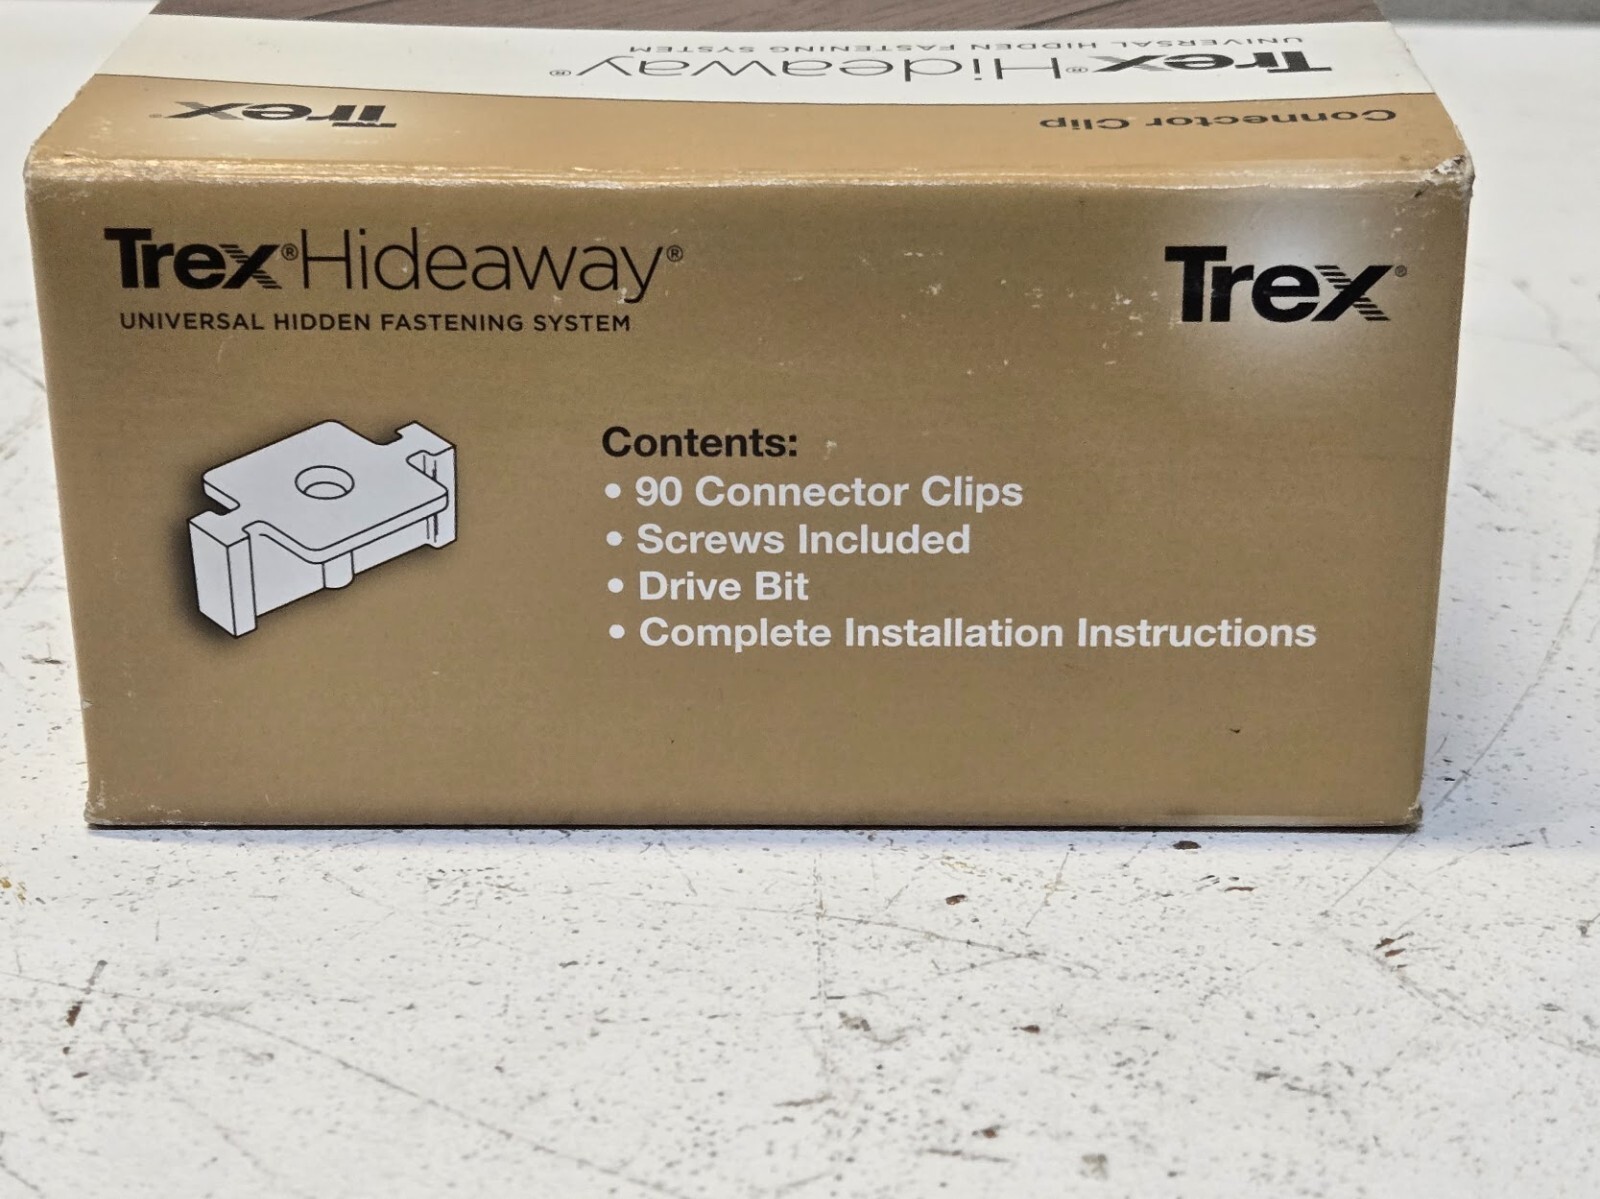 Trex® Hideaway®
UNIVERSAL HIDDEN FASTENING SYSTEM
Connector Clip
Trex®
Trex® Hideaway®
UNIVERSAL HIDDEN FASTENING SYSTEM
Trex®
Contents:
• 90 Connector Clips
• Screws Included
• Drive Bit
• Complete Installation Instructions